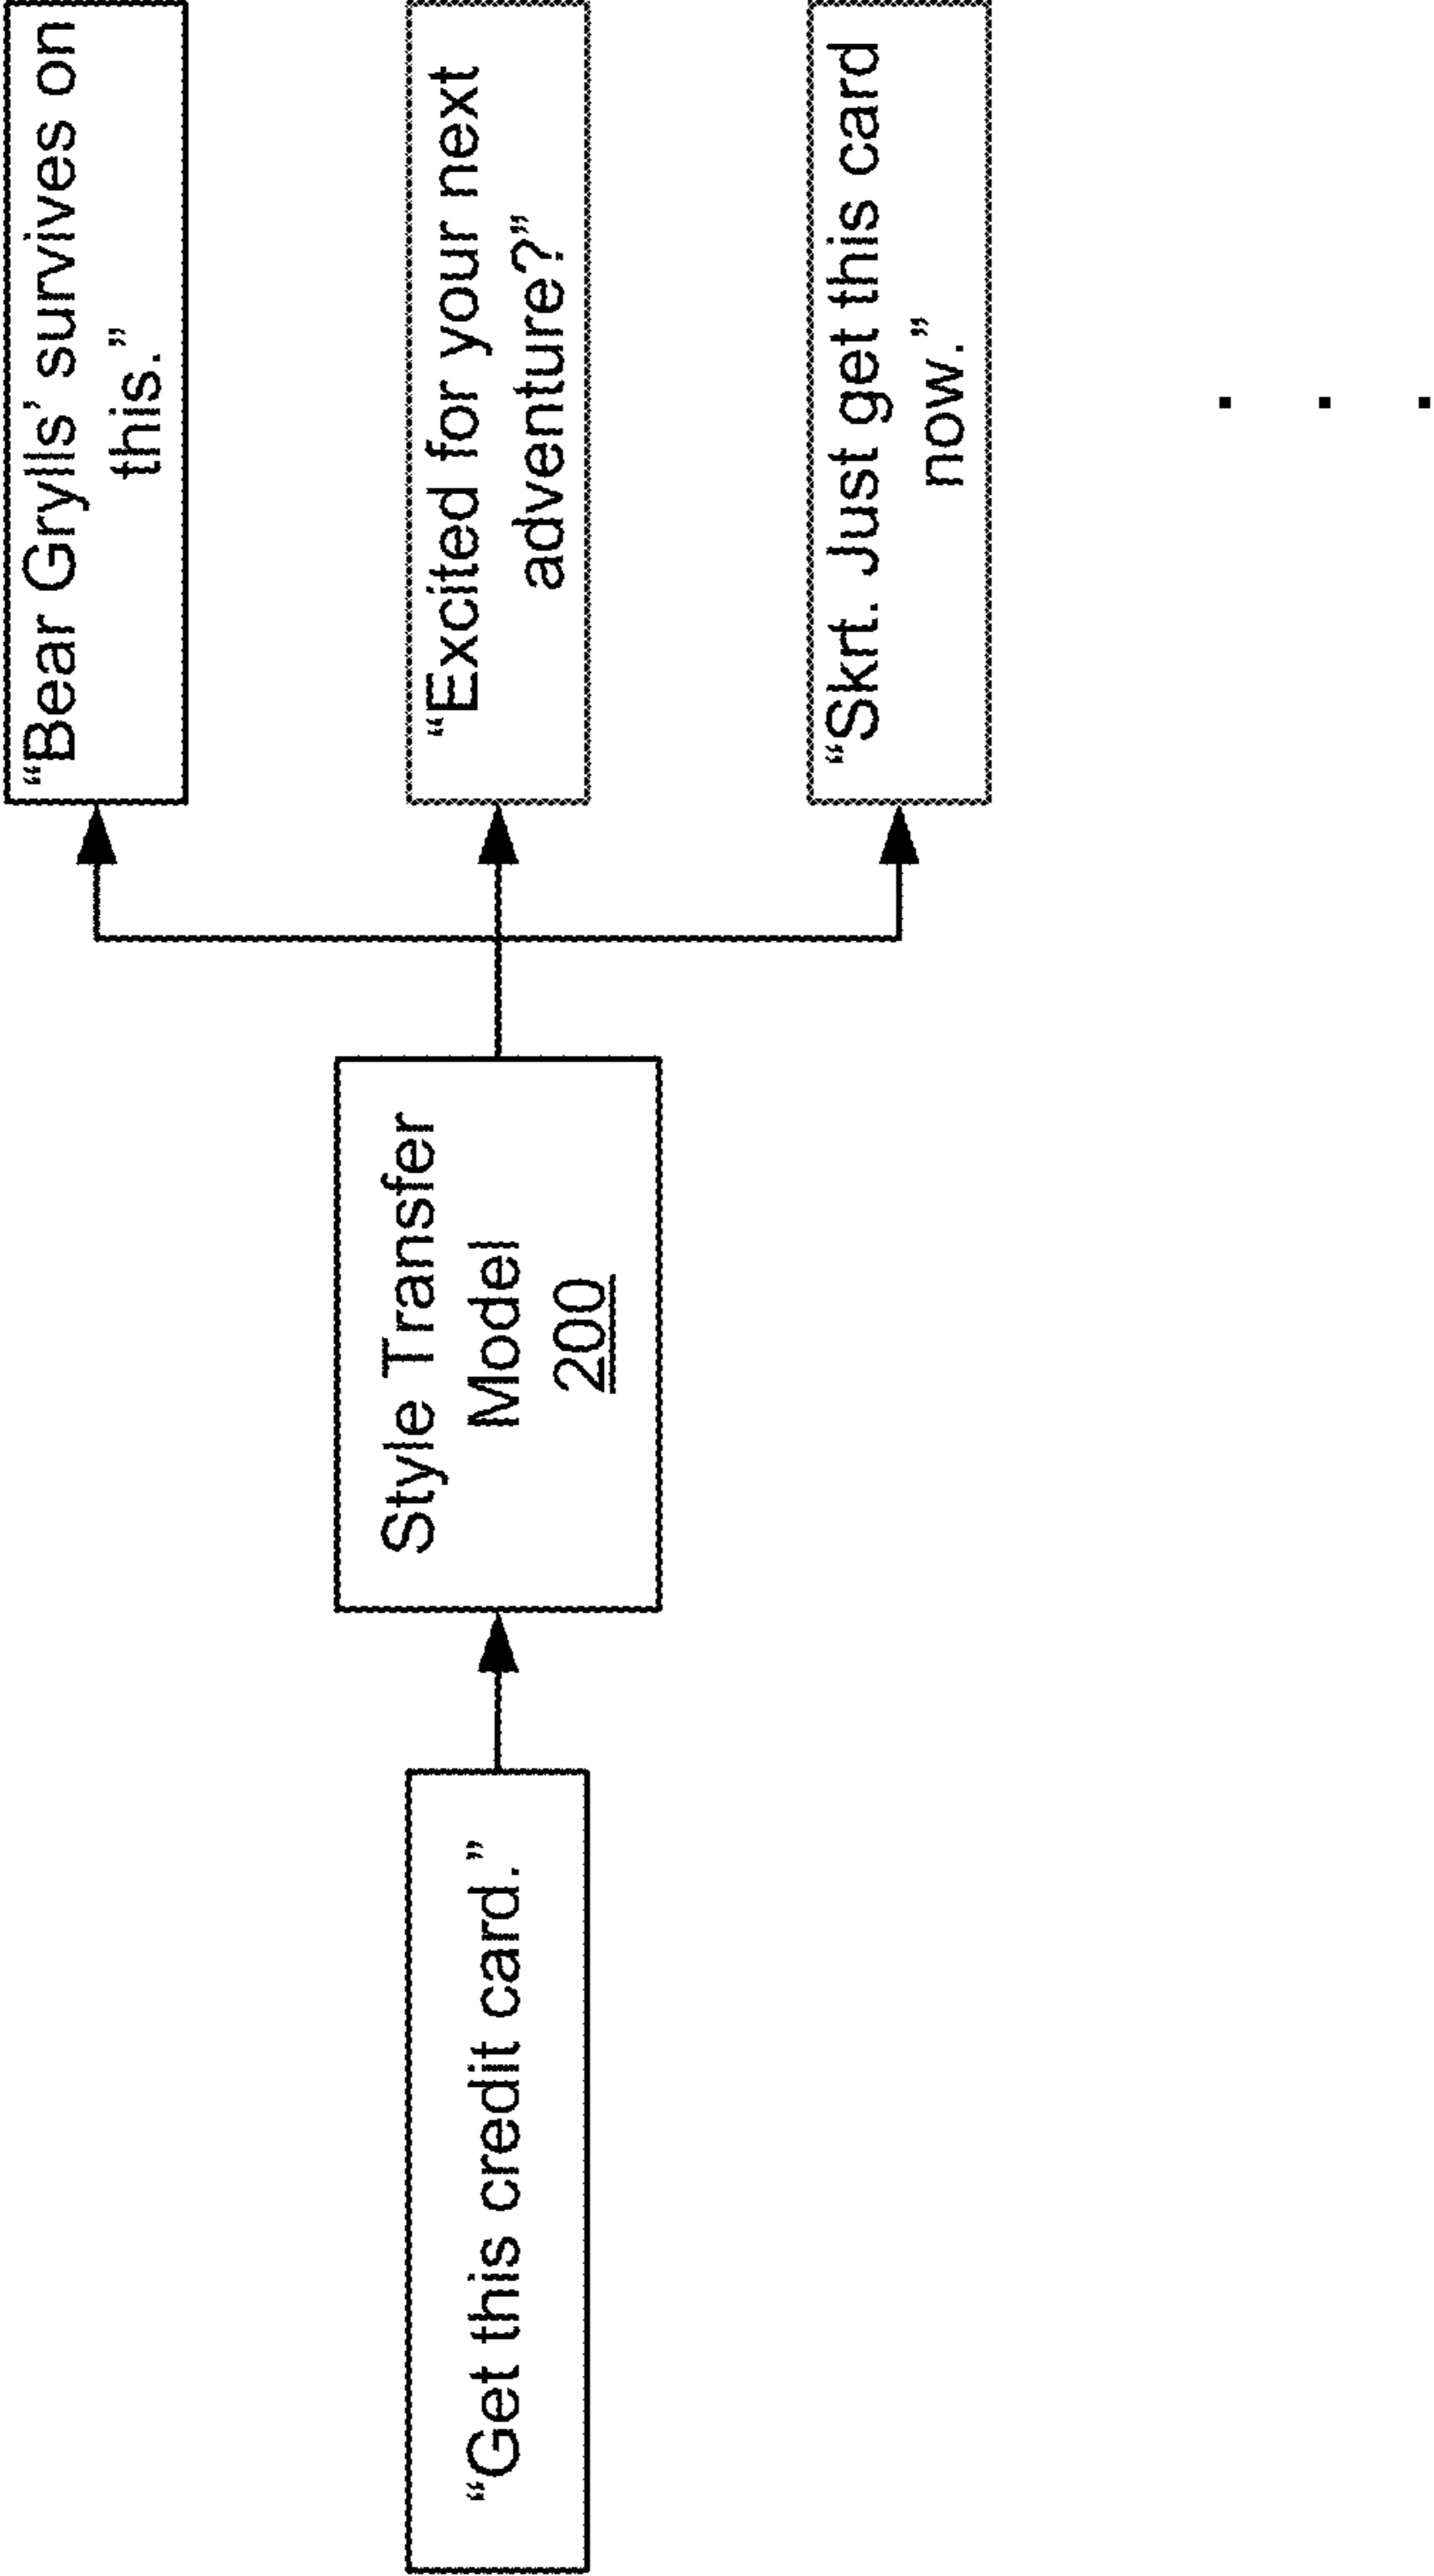 “Get this credit card.”
Style Transfer
Model
200
“Bear Grylls’ survives on
this.”
“Excited for your next
adventure?”
“Skrt. Just get this card
now.”